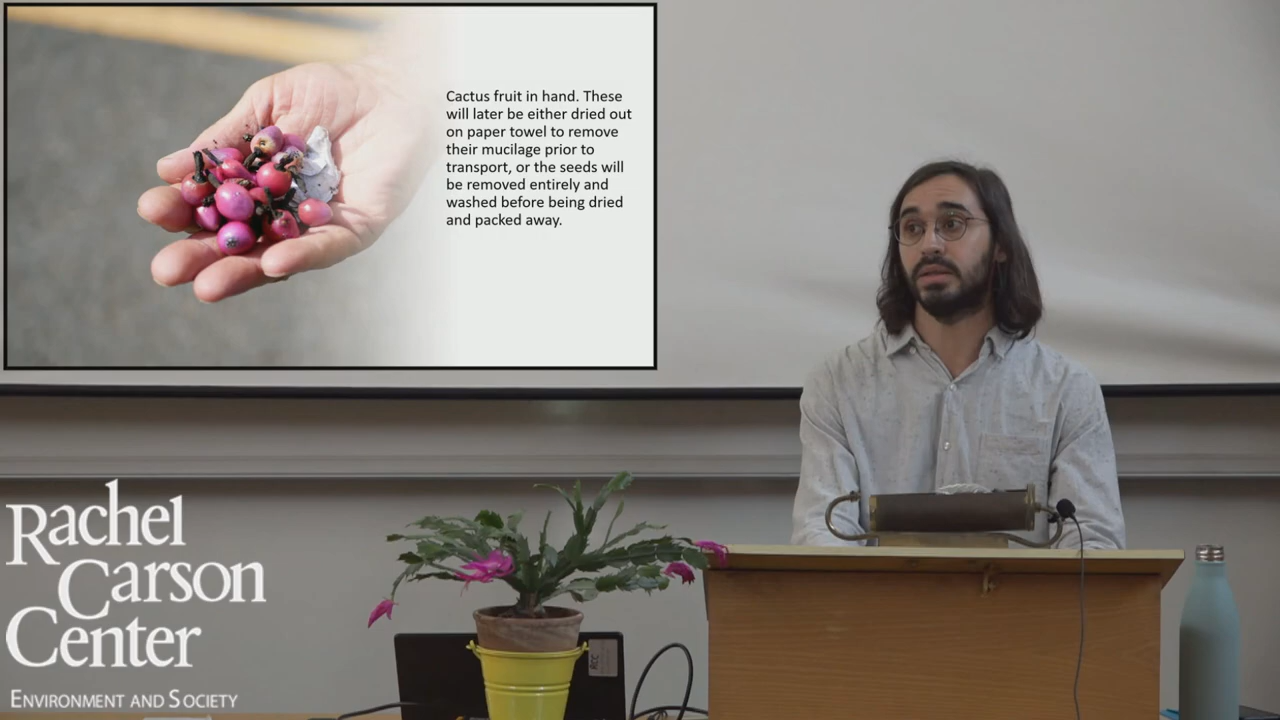 Cactus fruit in hand. These
will later be either dried out
on paper towel to remove
their mucilage prior to
transport, or the seeds will
be removed entirely and
washed before being dried
and packed away.
Rachel
Carson
Center
ENVIRONMENT AND SOCIETY
RCC